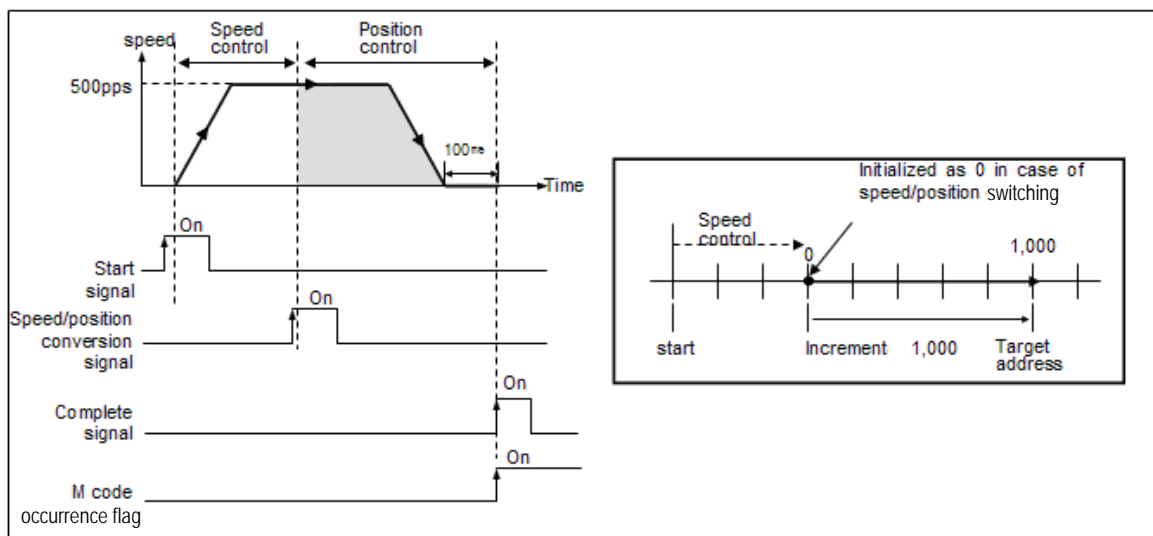 speed
Speed
control
Position
control
500pps
100ms
Time
On
Start
signal
On
Speed/position
conversion
signal
On
Complete
signal
On
M code
occurrence flag
Initialized as 0 in case of
speed/position switching
Speed
control
0
1,000
start
Increment 1,000
Target
address